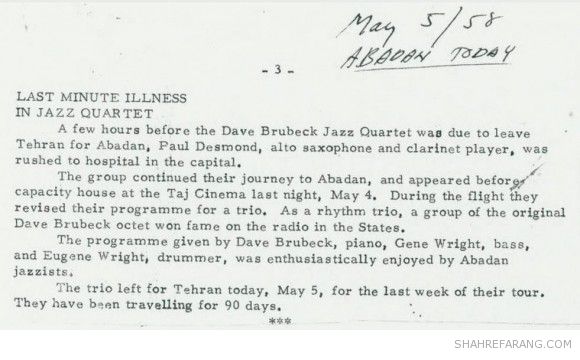 May 5/58
ABADAN TODAY
- 3 -
LAST MINUTE ILLNESS
IN JAZZ QUARTET
A few hours before the Dave Brubeck Jazz Quartet was due to leave
Tehran for Abadan, Paul Desmond, alto saxophone and clarinet player, was
rushed to hospital in the capital.
The group continued their journey to Abadan, and appeared before
capacity house at the Taj Cinema last night, May 4. During the flight they
revised their programme for a trio. As a rhythm trio, a group of the original
Dave Brubeck octet won fame on the radio in the States.
The programme given by Dave Brubeck, piano, Gene Wright, bass,
and Eugene Wright, drummer, was enthusiastically enjoyed by Abadan
jazzists.
The trio left for Tehran today, May 5, for the last week of their tour.
They have been travelling for 90 days.
***
SHAHREFARANG.COM